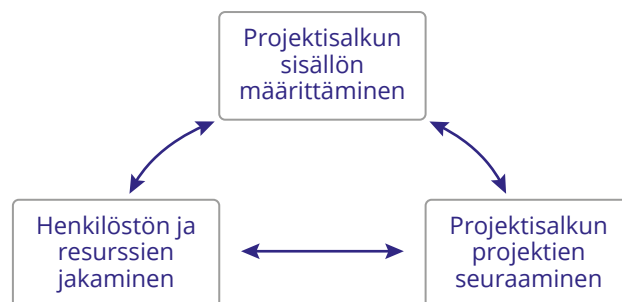 Projektisalkun
sisällön
määrittäminen
Henkilöstön ja
resurssien
jakaminen
Projektisalkun
projektien
seuraaminen